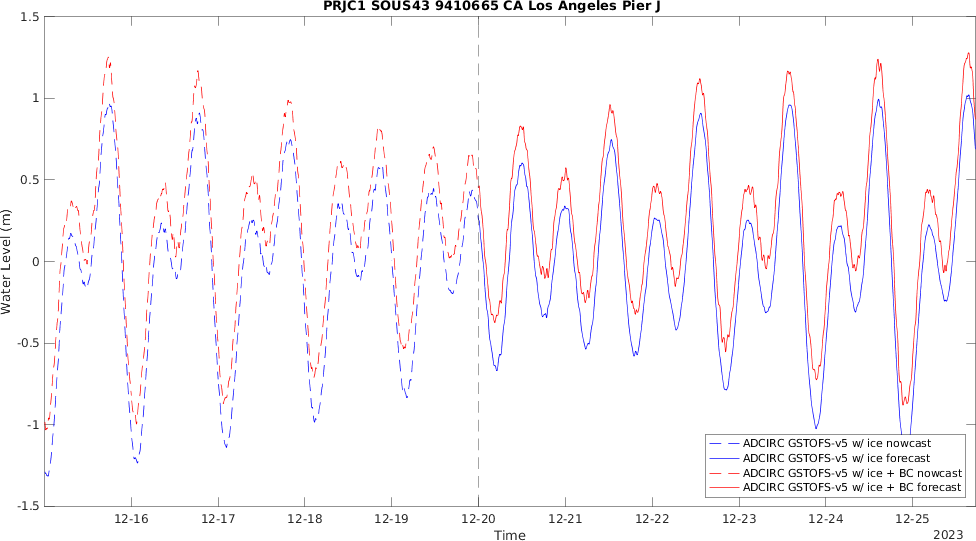 PRJC1 SOUS43 9410665 CA Los Angeles Pier J
1.5
1
0.5
0
-0.5
-1
-1.5
Water Level (m)
12-16 12-17 12-18 12-19 12-20 12-21 12-22 12-23 12-24 12-25
Time
2023
ADCIRC GSTOFS-v5 w/ ice nowcast
ADCIRC GSTOFS-v5 w/ ice forecast
ADCIRC GSTOFS-v5 w/ ice + BC nowcast
ADCIRC GSTOFS-v5 w/ ice + BC forecast